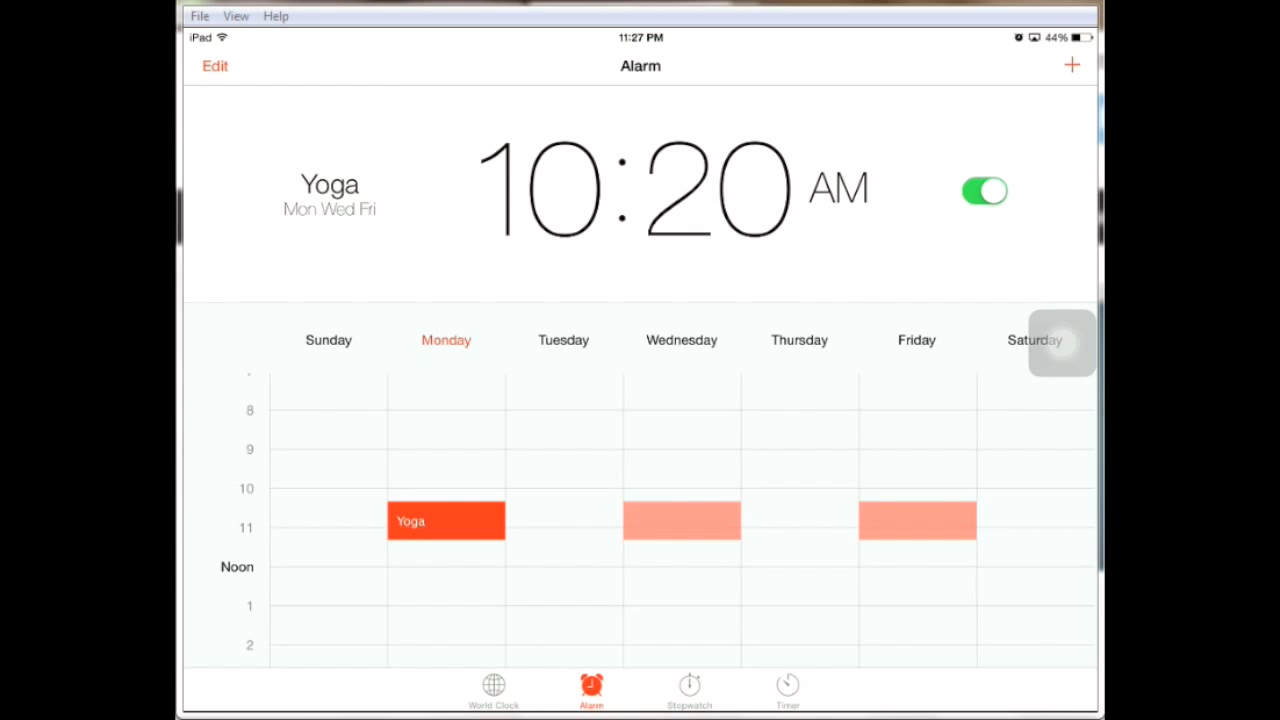 File View Help
iPad 11:27 PM 44%
Edit Alarm +
Yoga
Mon Wed Fri
10:20 AM
Sunday Monday Tuesday Wednesday Thursday Friday Saturday
8
9
10
Yoga
11
Noon
1
2
World Clock Alarm Stopwatch Timer